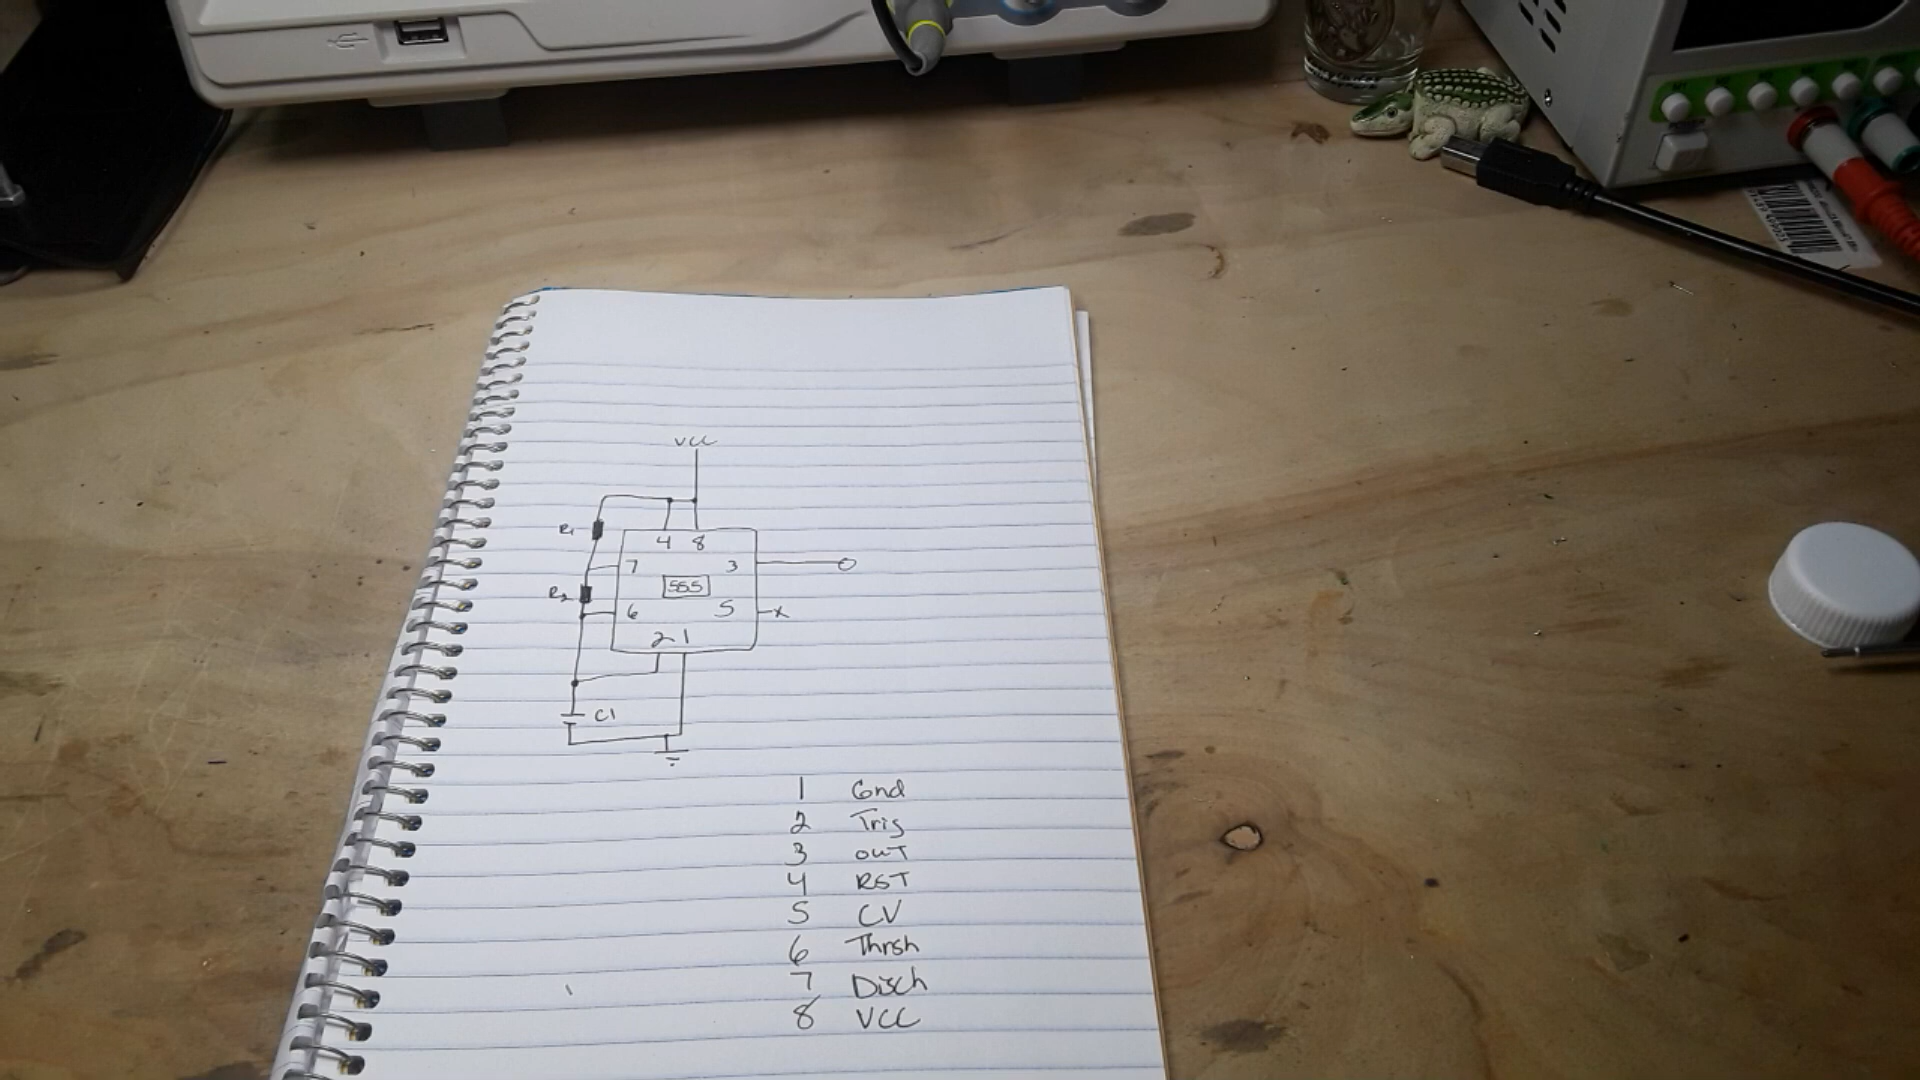 VCC
R1
4 8
7
3
555
R2
6
5
x
2 1
C1
1 Gnd
2 Trig
3 OUT
4 RST
5 CV
6 Thrsh
7 Disch
8 VCC